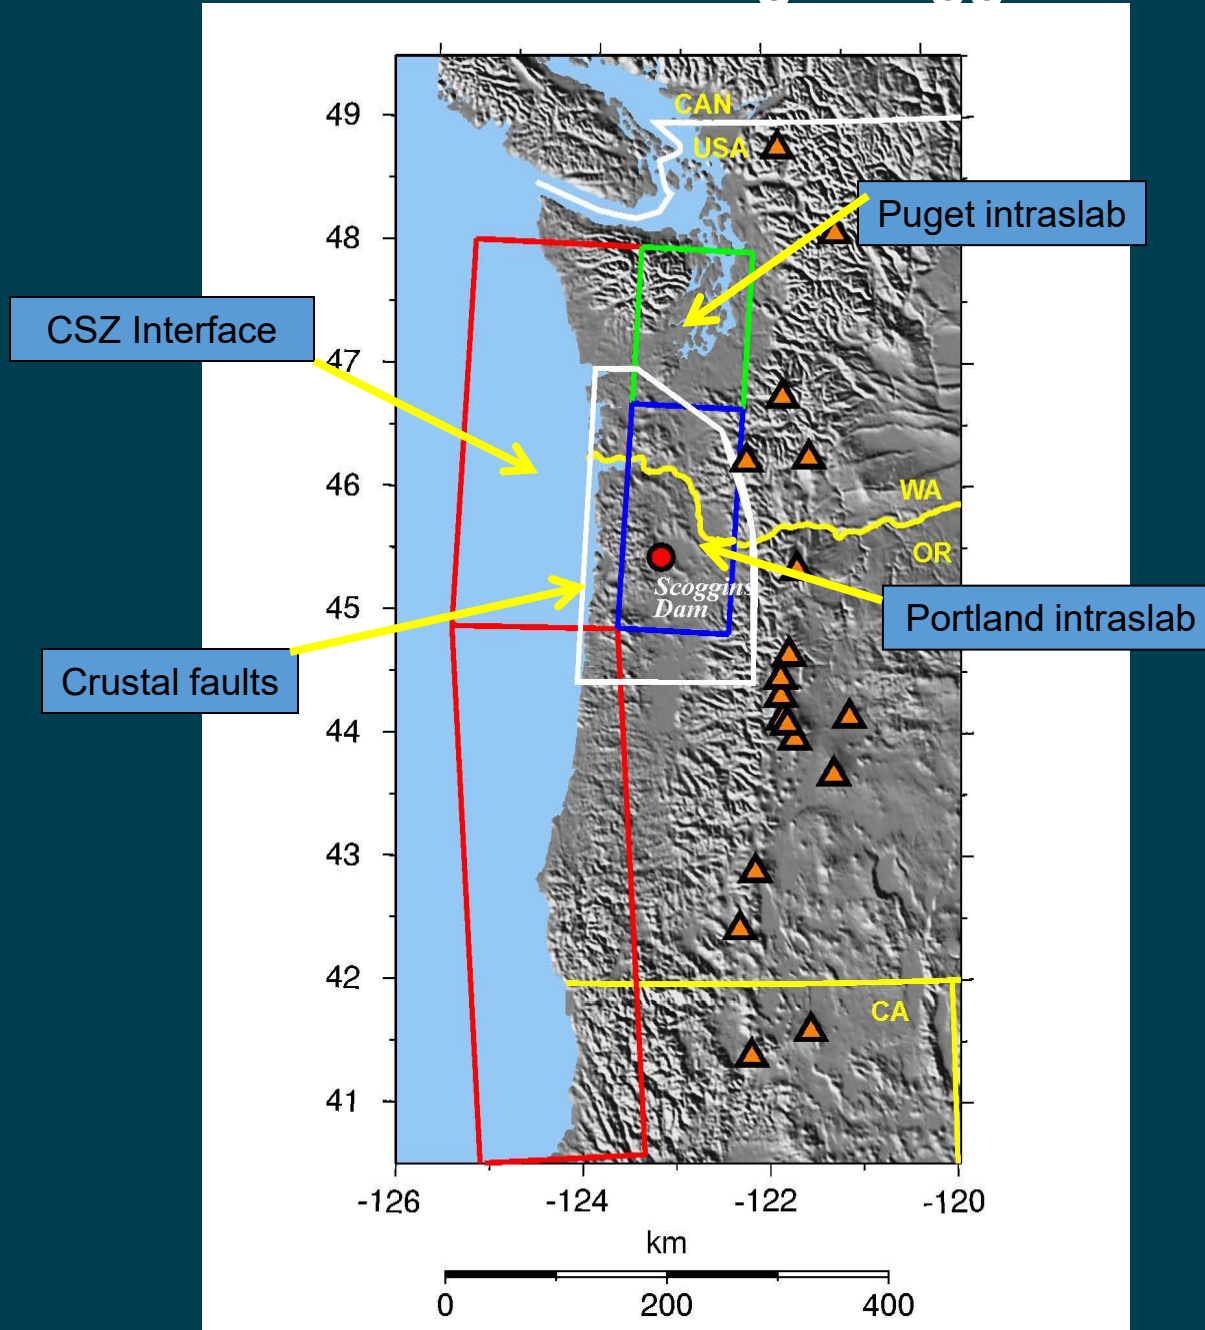 49
CAN
USA
Puget intraslab
48
CSZ Interface
47
46
WA
OR
Scoggins
Dam
45
Portland intraslab
Crustal faults
44
43
42
CA
41
-126
-124
-122
-120
km
0
200
400